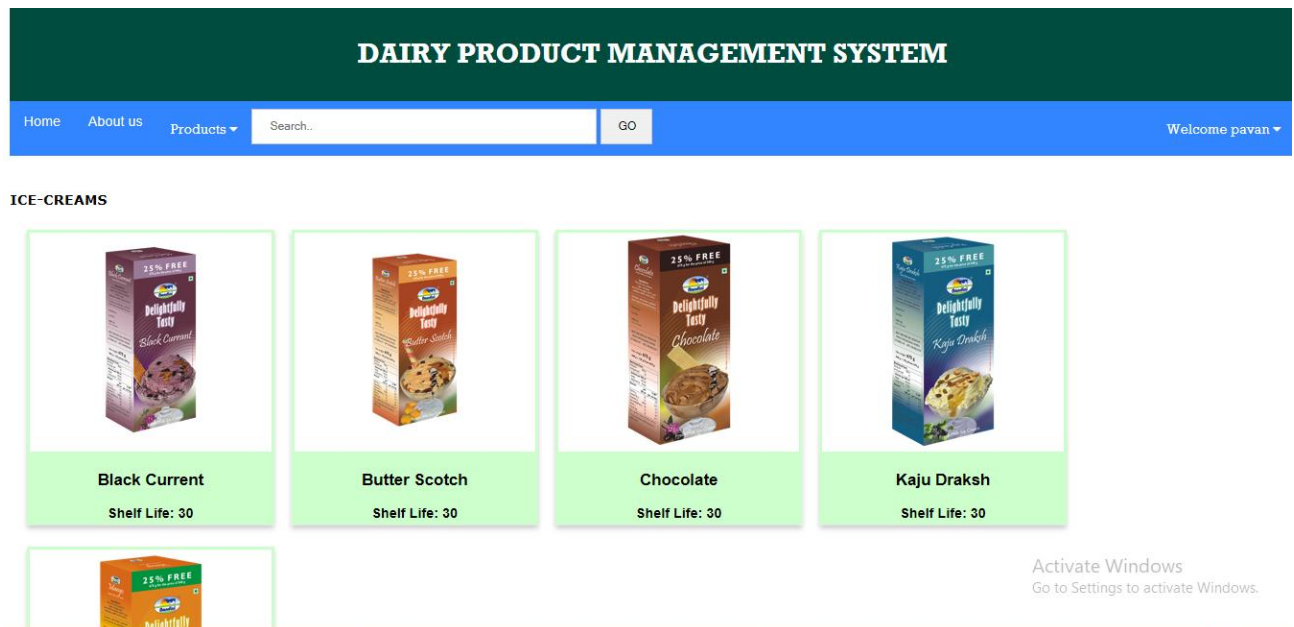 DAIRY PRODUCT MANAGEMENT SYSTEM
Home About us Products Search.. GO Welcome pavan
ICE-CREAMS
25% FREE
Delightfully
Tasty
Black Currant
25% FREE
Delightfully
Tasty
Butter Scotch
25% FREE
Delightfully
Tasty
Chocolate
25% FREE
Delightfully
Tasty
Kaju Draksh
Black Current
Shelf Life: 30
Butter Scotch
Shelf Life: 30
Chocolate
Shelf Life: 30
Kaju Draksh
Shelf Life: 30
25% FREE
Delightfully
Activate Windows
Go to Settings to activate Windows.